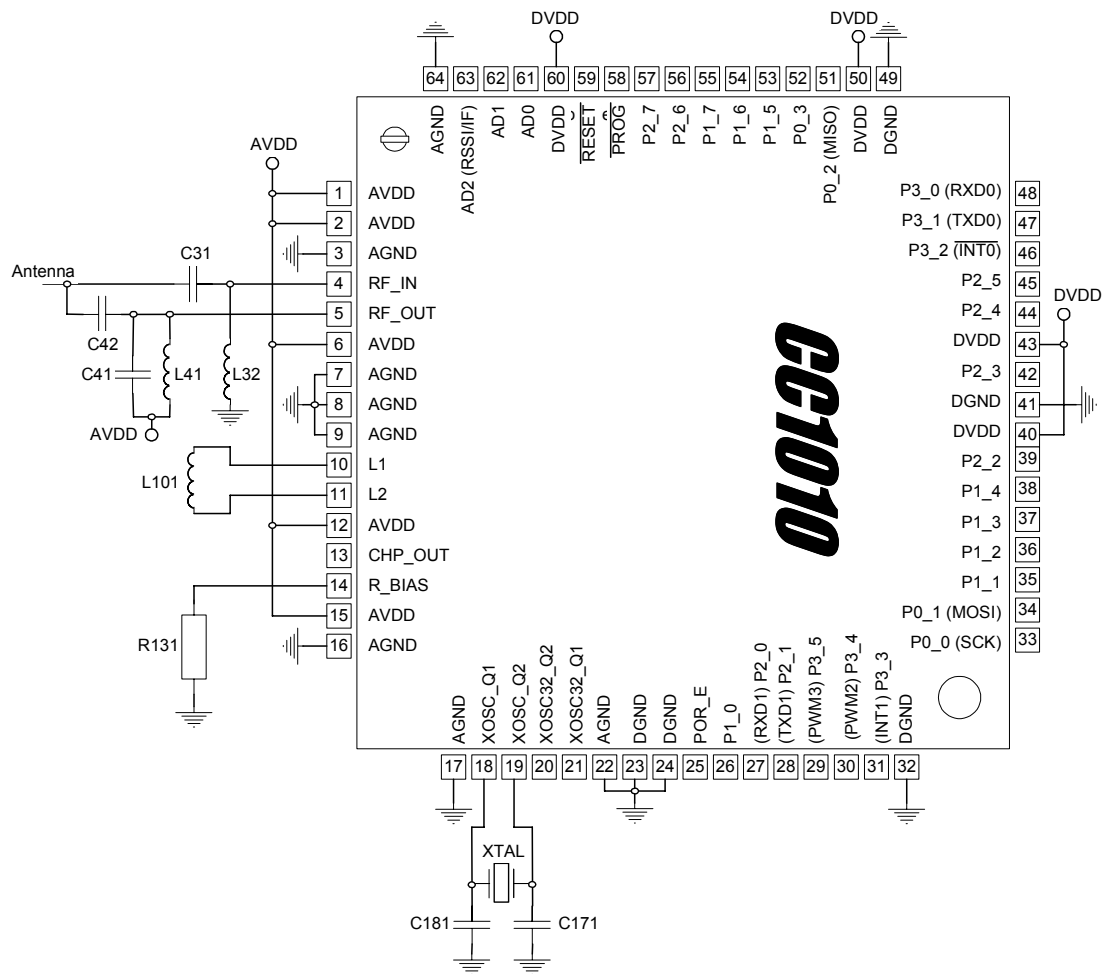 DVDD
DVDD
64 63 62 61 60 59 58 57 56 55 54 53 52 51 50 49
AGND
AD2 (RSSI/IF)
AD1
AD0
DVDD
RESET
PROG
P2_7
P2_6
P1_7
P1_6
P1_5
P0_3
P0_2 (MISO)
DVDD
DGND
AVDD
1 AVDD
2 AVDD
3 AGND
C31
Antenna
4 RF_IN
5 RF_OUT
C42
6 AVDD
C41
L41
L32
7 AGND
8 AGND
9 AGND
AVDD
10 L1
L101
11 L2
12 AVDD
13 CHP_OUT
14 R_BIAS
15 AVDD
R131
16 AGND
CC1010
P3_0 (RXD0) 48
P3_1 (TXD0) 47
P3_2 (INT0) 46
P2_5 45
P2_4 44
DVDD
DVDD 43
P2_3 42
DGND 41
DVDD 40
P2_2 39
P1_4 38
P1_3 37
P1_2 36
P1_1 35
P0_1 (MOSI) 34
P0_0 (SCK) 33
AGND
XOSC_Q1
XOSC_Q2
XOSC32_Q2
XOSC32_Q1
AGND
DGND
DGND
POR_E
P1_0
(RXD1) P2_0
(TXD1) P2_1
(PWM3) P3_5
(PWM2) P3_4
(INT1) P3_3
DGND
17 18 19 20 21 22 23 24 25 26 27 28 29 30 31 32
XTAL
C181
C171